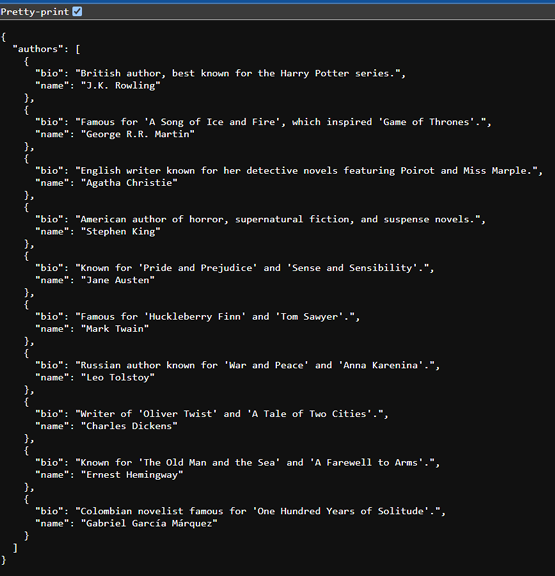 Pretty-print
{
  "authors": [
    {
      "bio": "British author, best known for the Harry Potter series.",
      "name": "J.K. Rowling"
    },
    {
      "bio": "Famous for 'A Song of Ice and Fire', which inspired 'Game of Thrones'.",
      "name": "George R.R. Martin"
    },
    {
      "bio": "English writer known for her detective novels featuring Poirot and Miss Marple.",
      "name": "Agatha Christie"
    },
    {
      "bio": "American author of horror, supernatural fiction, and suspense novels.",
      "name": "Stephen King"
    },
    {
      "bio": "Known for 'Pride and Prejudice' and 'Sense and Sensibility'.",
      "name": "Jane Austen"
    },
    {
      "bio": "Famous for 'Huckleberry Finn' and 'Tom Sawyer'.",
      "name": "Mark Twain"
    },
    {
      "bio": "Russian author known for 'War and Peace' and 'Anna Karenina'.",
      "name": "Leo Tolstoy"
    },
    {
      "bio": "Writer of 'Oliver Twist' and 'A Tale of Two Cities'.",
      "name": "Charles Dickens"
    },
    {
      "bio": "Known for 'The Old Man and the Sea' and 'A Farewell to Arms'.",
      "name": "Ernest Hemingway"
    },
    {
      "bio": "Colombian novelist famous for 'One Hundred Years of Solitude'.",
      "name": "Gabriel García Márquez"
    }
  ]
}